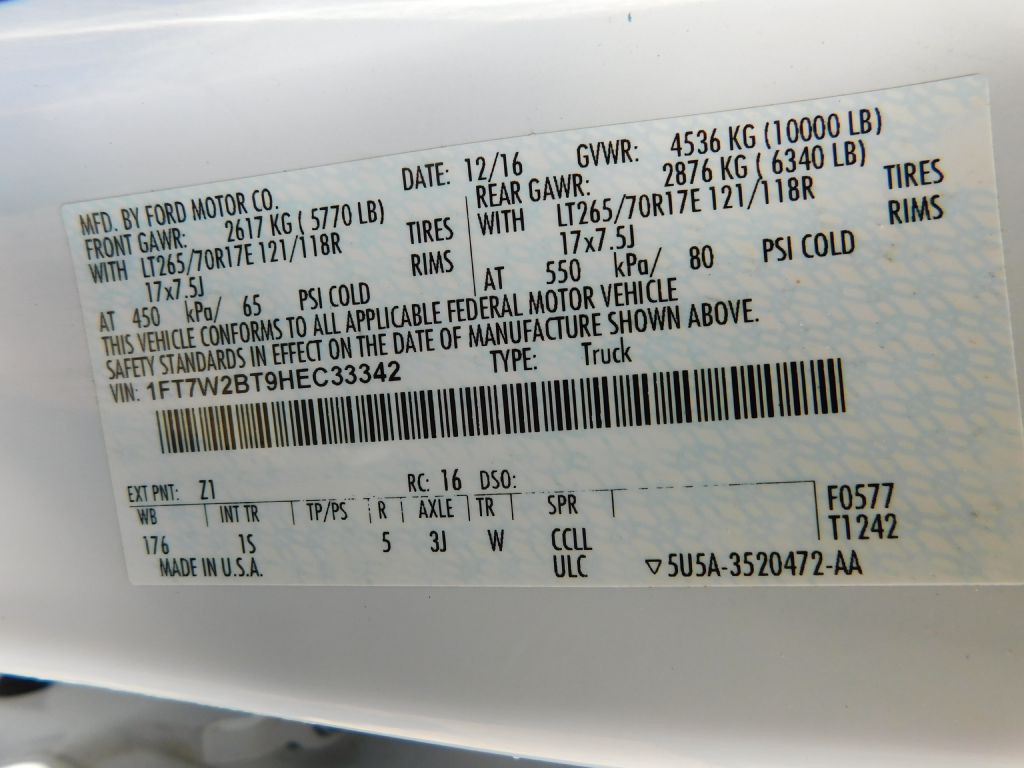 MFD. BY FORD MOTOR CO. DATE: 12/16 GVWR: 4536 KG (10000 LB)
FRONT GAWR: 2617 KG ( 5770 LB) REAR GAWR: 2876 KG ( 6340 LB)
WITH LT265/70R17E 121/118R TIRES WITH LT265/70R17E 121/118R TIRES
17x7.5J RIMS 17x7.5J RIMS
AT 450 kPa/ 65 PSI COLD AT 550 kPa/ 80 PSI COLD
THIS VEHICLE CONFORMS TO ALL APPLICABLE FEDERAL MOTOR VEHICLE
SAFETY STANDARDS IN EFFECT ON THE DATE OF MANUFACTURE SHOWN ABOVE.
VIN: 1FT7W2BT9HEC33342 TYPE: Truck
EXT PNT: Z1 RC: 16 DSO:
WB INT TR TP/PS R AXLE TR SPR F0577
176 1S 5 3J W CCLL T1242
MADE IN U.S.A. ULC ▽5U5A-3520472-AA